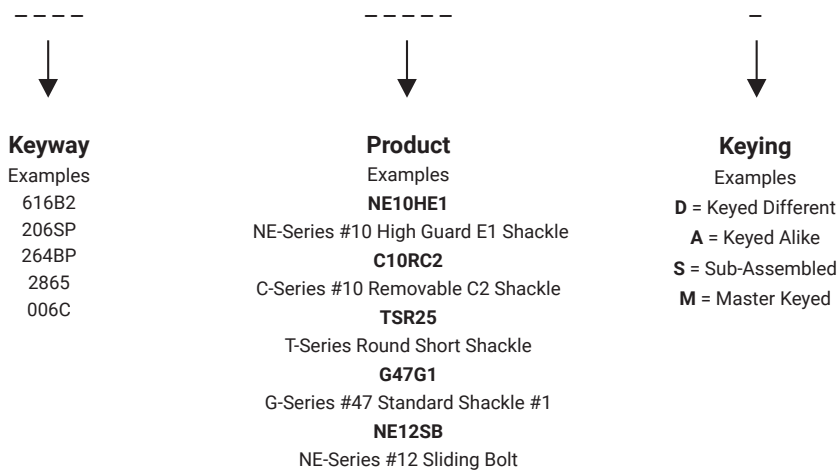 – – – –
– – – – –
–
Keyway
Examples
616B2
206SP
264BP
2865
006C
Product
Examples
NE10HE1
NE-Series #10 High Guard E1 Shackle
C10RC2
C-Series #10 Removable C2 Shackle
TSR25
T-Series Round Short Shackle
G47G1
G-Series #47 Standard Shackle #1
NE12SB
NE-Series #12 Sliding Bolt
Keying
Examples
D = Keyed Different
A = Keyed Alike
S = Sub-Assembled
M = Master Keyed